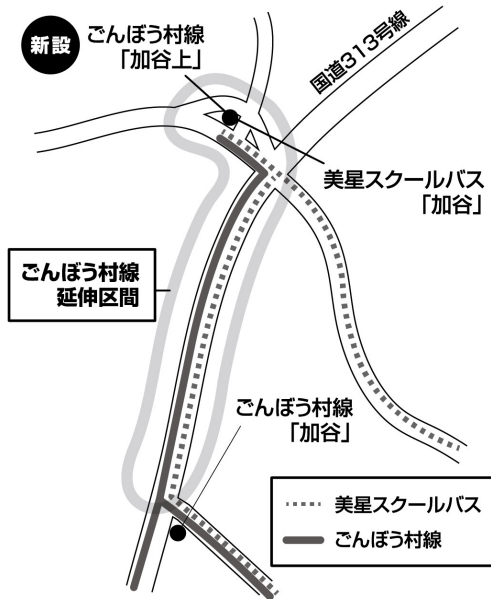 新設
ごんぼう村線
「加谷上」
国道313号線
美星スクールバス
「加谷」
ごんぼう村線
延伸区間
ごんぼう村線
「加谷」
美星スクールバス
ごんぼう村線